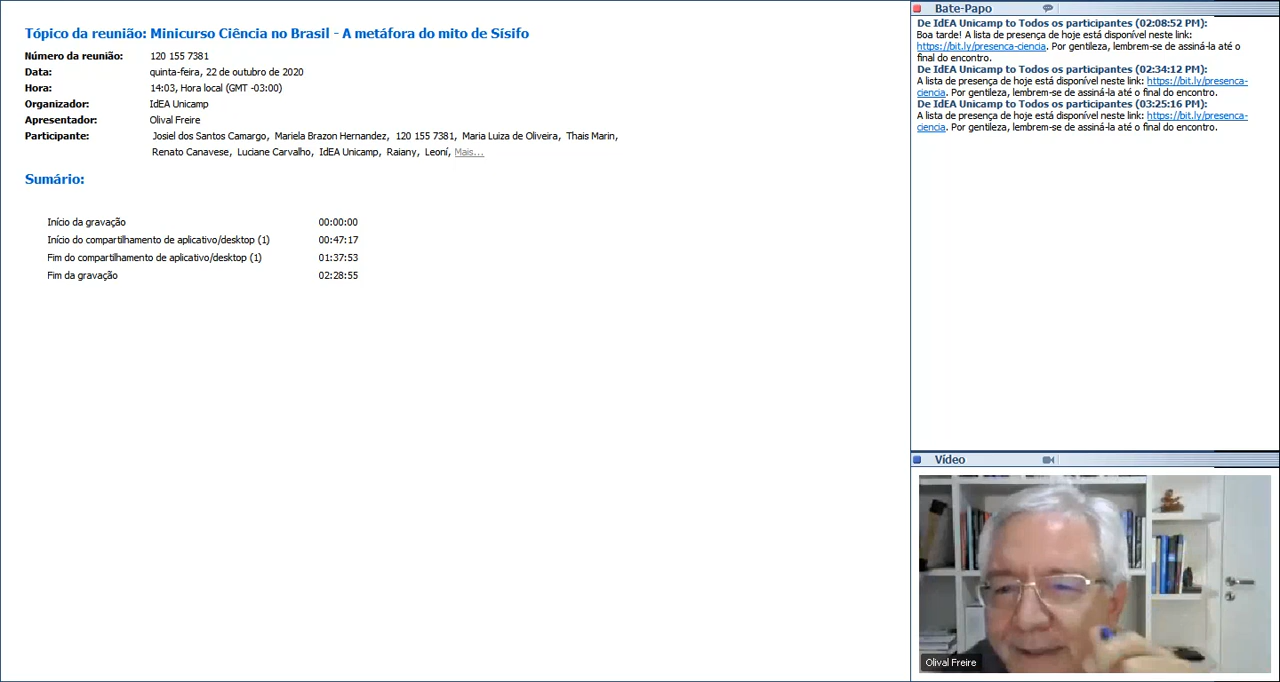 Tópico da reunião: Minicurso Ciência no Brasil - A metáfora do mito de Sísifo
Número da reunião: 120 155 7381
Data: quinta-feira, 22 de outubro de 2020
Hora: 14:03, Hora local (GMT -03:00)
Organizador: IdEA Unicamp
Apresentador: Olival Freire
Participante: Josiel dos Santos Camargo, Mariela Brazon Hernandez, 120 155 7381, Maria Luiza de Oliveira, Thais Marin,
Renato Canavese, Luciane Carvalho, IdEA Unicamp, Raiany, Leoní, Mais...
Sumário:
Início da gravação 00:00:00
Início do compartilhamento de aplicativo/desktop (1) 00:47:17
Fim do compartilhamento de aplicativo/desktop (1) 01:37:53
Fim da gravação 02:28:55
Bate-Papo
De IdEA Unicamp to Todos os participantes (02:08:52 PM):
Boa tarde! A lista de presença de hoje está disponível neste link:
https://bit.ly/presenca-ciencia. Por gentileza, lembrem-se de assiná-la até o
final do encontro.
De IdEA Unicamp to Todos os participantes (02:34:12 PM):
A lista de presença de hoje está disponível neste link: https://bit.ly/presenca-
ciencia. Por gentileza, lembrem-se de assiná-la até o final do encontro.
De IdEA Unicamp to Todos os participantes (03:25:16 PM):
A lista de presença de hoje está disponível neste link: https://bit.ly/presenca-
ciencia. Por gentileza, lembrem-se de assiná-la até o final do encontro.
Vídeo
Olival Freire